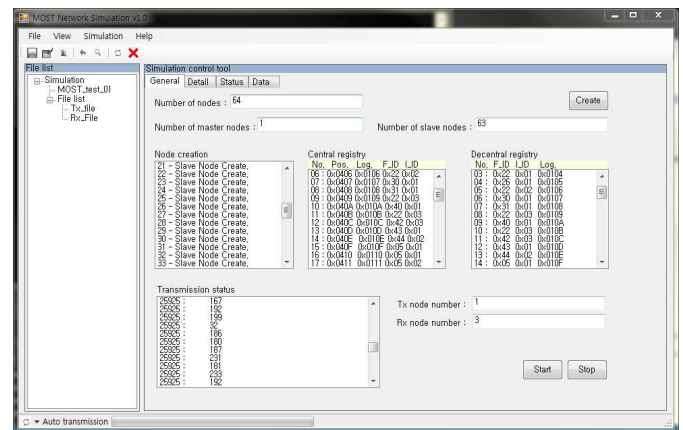 MOST Network Simulation v1.0
File View Simulation Help
File list
Simulation
MOST_test_01
File list
Tx_file
Rx_File
Simulation control tool
General Detail Status Data
Number of nodes : 64
Create
Number of master nodes : 1
Number of slave nodes : 63
Node creation
21 - Slave Node Create,
22 - Slave Node Create,
23 - Slave Node Create,
24 - Slave Node Create,
25 - Slave Node Create,
26 - Slave Node Create,
27 - Slave Node Create,
28 - Slave Node Create,
29 - Slave Node Create,
30 - Slave Node Create,
31 - Slave Node Create,
32 - Slave Node Create,
33 - Slave Node Create,
Central registry
No, Pos, Log, F_ID I_ID
06 : 0x0406 0x0106 0x22 0x02
07 : 0x0407 0x0107 0x30 0x01
08 : 0x0408 0x0108 0x31 0x01
09 : 0x0409 0x0109 0x22 0x03
10 : 0x040A 0x010A 0x40 0x01
11 : 0x040B 0x010B 0x22 0x03
12 : 0x040C 0x010C 0x42 0x03
13 : 0x040D 0x010D 0x43 0x01
14 : 0x040E 0x010E 0x44 0x02
15 : 0x040F 0x010F 0x05 0x01
16 : 0x0410 0x0110 0x05 0x01
17 : 0x0411 0x0111 0x05 0x02
Decentral registry
No, F_ID I_ID Log,
03 : 0x22 0x01 0x0104
04 : 0x26 0x01 0x0105
05 : 0x22 0x02 0x0106
06 : 0x30 0x01 0x0107
07 : 0x31 0x01 0x0108
08 : 0x22 0x03 0x0109
09 : 0x40 0x01 0x010A
10 : 0x22 0x03 0x010B
11 : 0x42 0x03 0x010C
12 : 0x43 0x01 0x010D
13 : 0x44 0x02 0x010E
14 : 0x05 0x01 0x010F
Transmission status
25925 : 167
25925 : 192
25925 : 199
25925 : 32
25925 : 186
25925 : 180
25925 : 187
25925 : 231
25925 : 181
25925 : 233
25925 : 192
Tx node number : 1
Rx node number : 3
Start Stop
Auto transmission